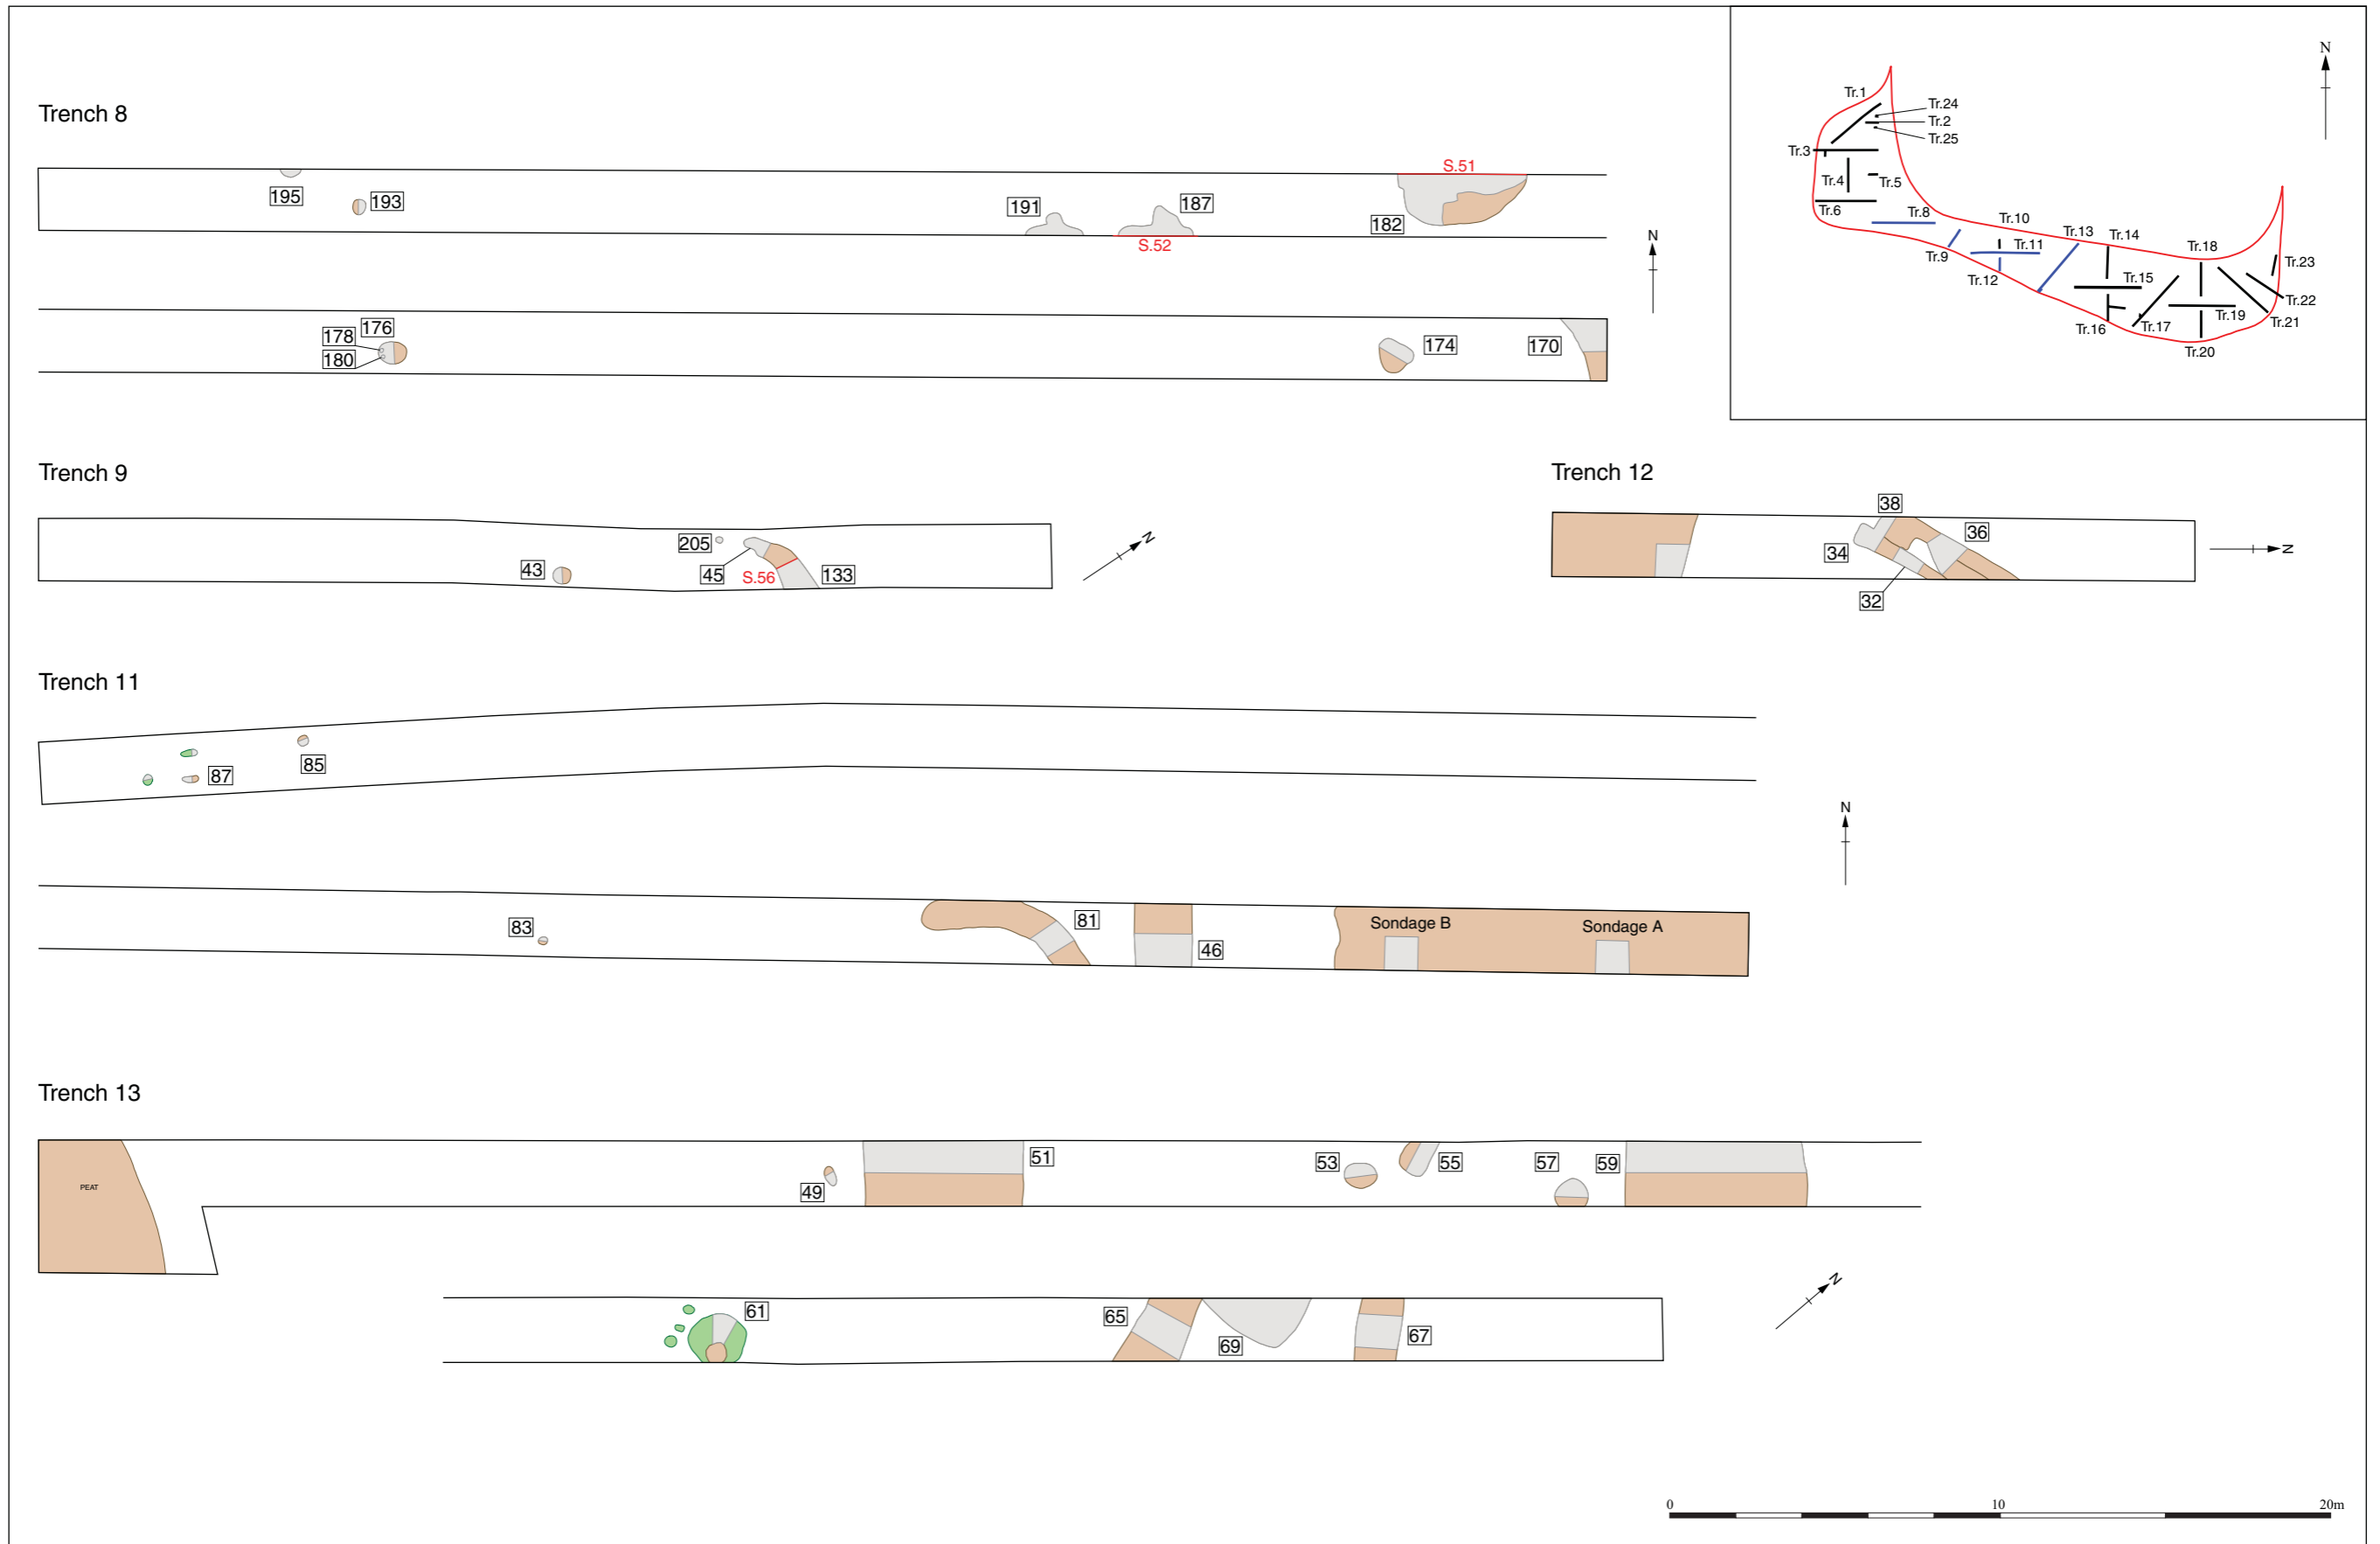 Trench 8
195
193
191
187
S.52
182
S.51
N
178
176
180
174
170
N
Tr.1
Tr.24
Tr.2
Tr.25
Tr.3
Tr.4
Tr.5
Tr.6
Tr.8
Tr.9
Tr.10
Tr.11
Tr.12
Tr.13
Tr.14
Tr.15
Tr.16
Tr.17
Tr.18
Tr.19
Tr.20
Tr.21
Tr.22
Tr.23
Trench 9
43
205
45
S.56
133
N
Trench 12
38
36
34
32
N
Trench 11
87
85
N
83
81
46
Sondage B
Sondage A
Trench 13
PEAT
49
51
53
55
57
59
N
61
65
69
67
0
10
20m